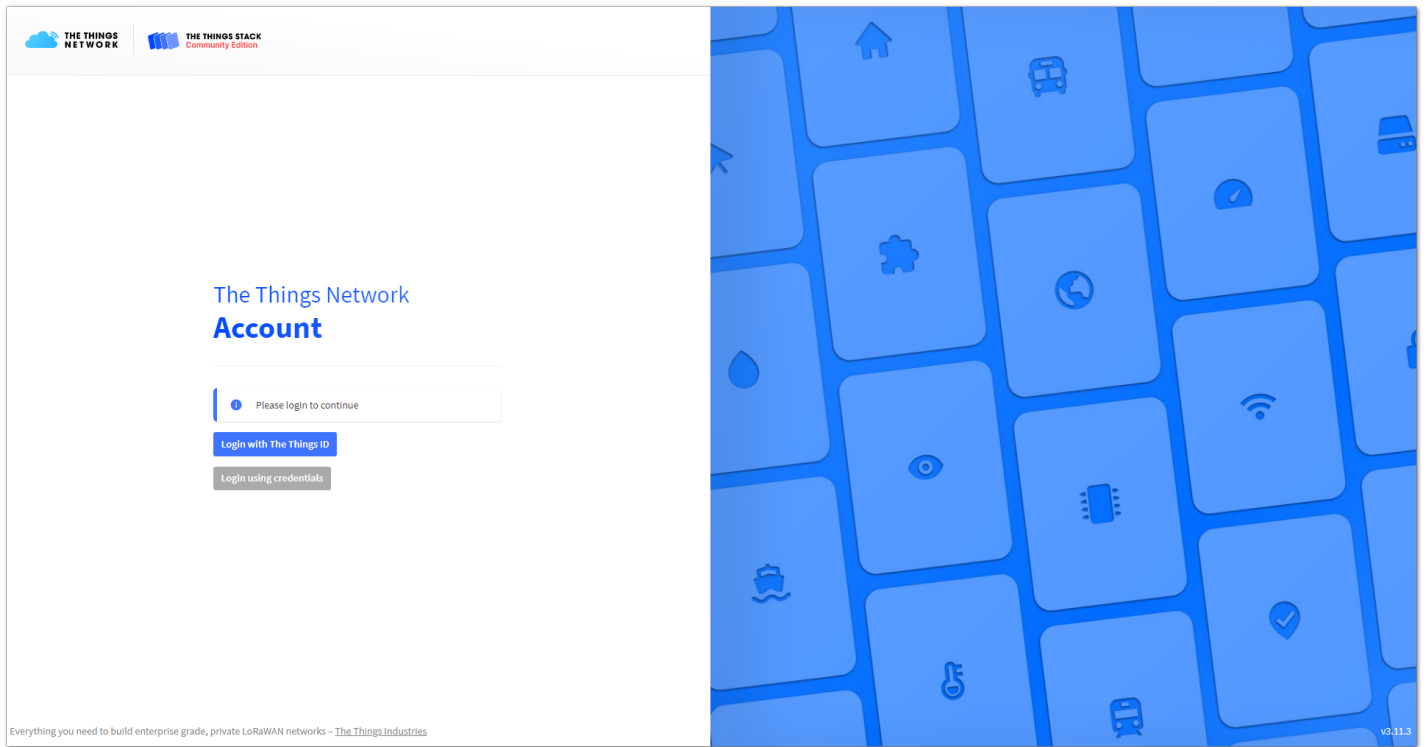 THE THINGS
NETWORK
THE THINGS STACK
Community Edition
The Things Network
Account
Please login to continue
Login with The Things ID
Login using credentials
Everything you need to build enterprise grade, private LoRaWAN networks – The Things Industries
v3.11.3